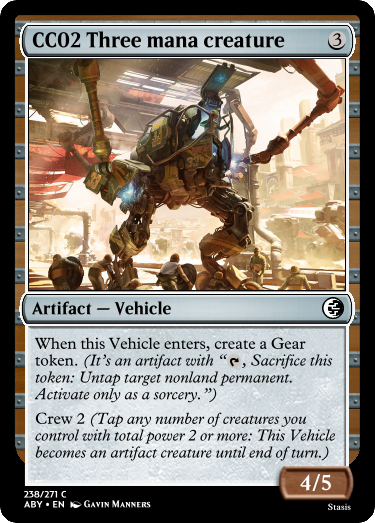 CC02 Three mana creature 3
Artifact — Vehicle
When this Vehicle enters, create a Gear
token. (It's an artifact with “, Sacrifice this
token: Untap target nonland permanent.
Activate only as a sorcery.”)
Crew 2 (Tap any number of creatures you
control with total power 2 or more: This Vehicle
becomes an artifact creature until end of turn.)
4/5
238/271 C
ABY • EN Gavin Manners
Stasis